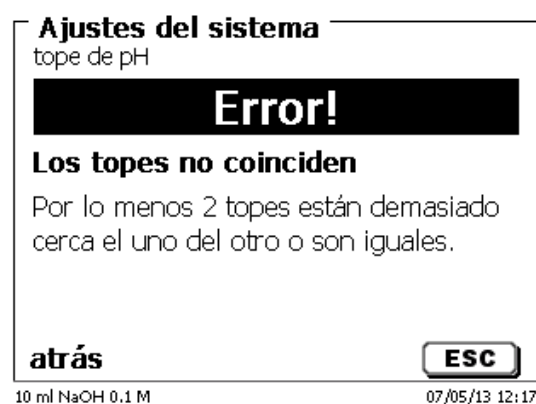 Ajustes del sistema
tope de pH
Error!
Los topes no coinciden
Por lo menos 2 topes están demasiado
cerca el uno del otro o son iguales.
atrás ESC
10 ml NaOH 0.1 M 07/05/13 12:17